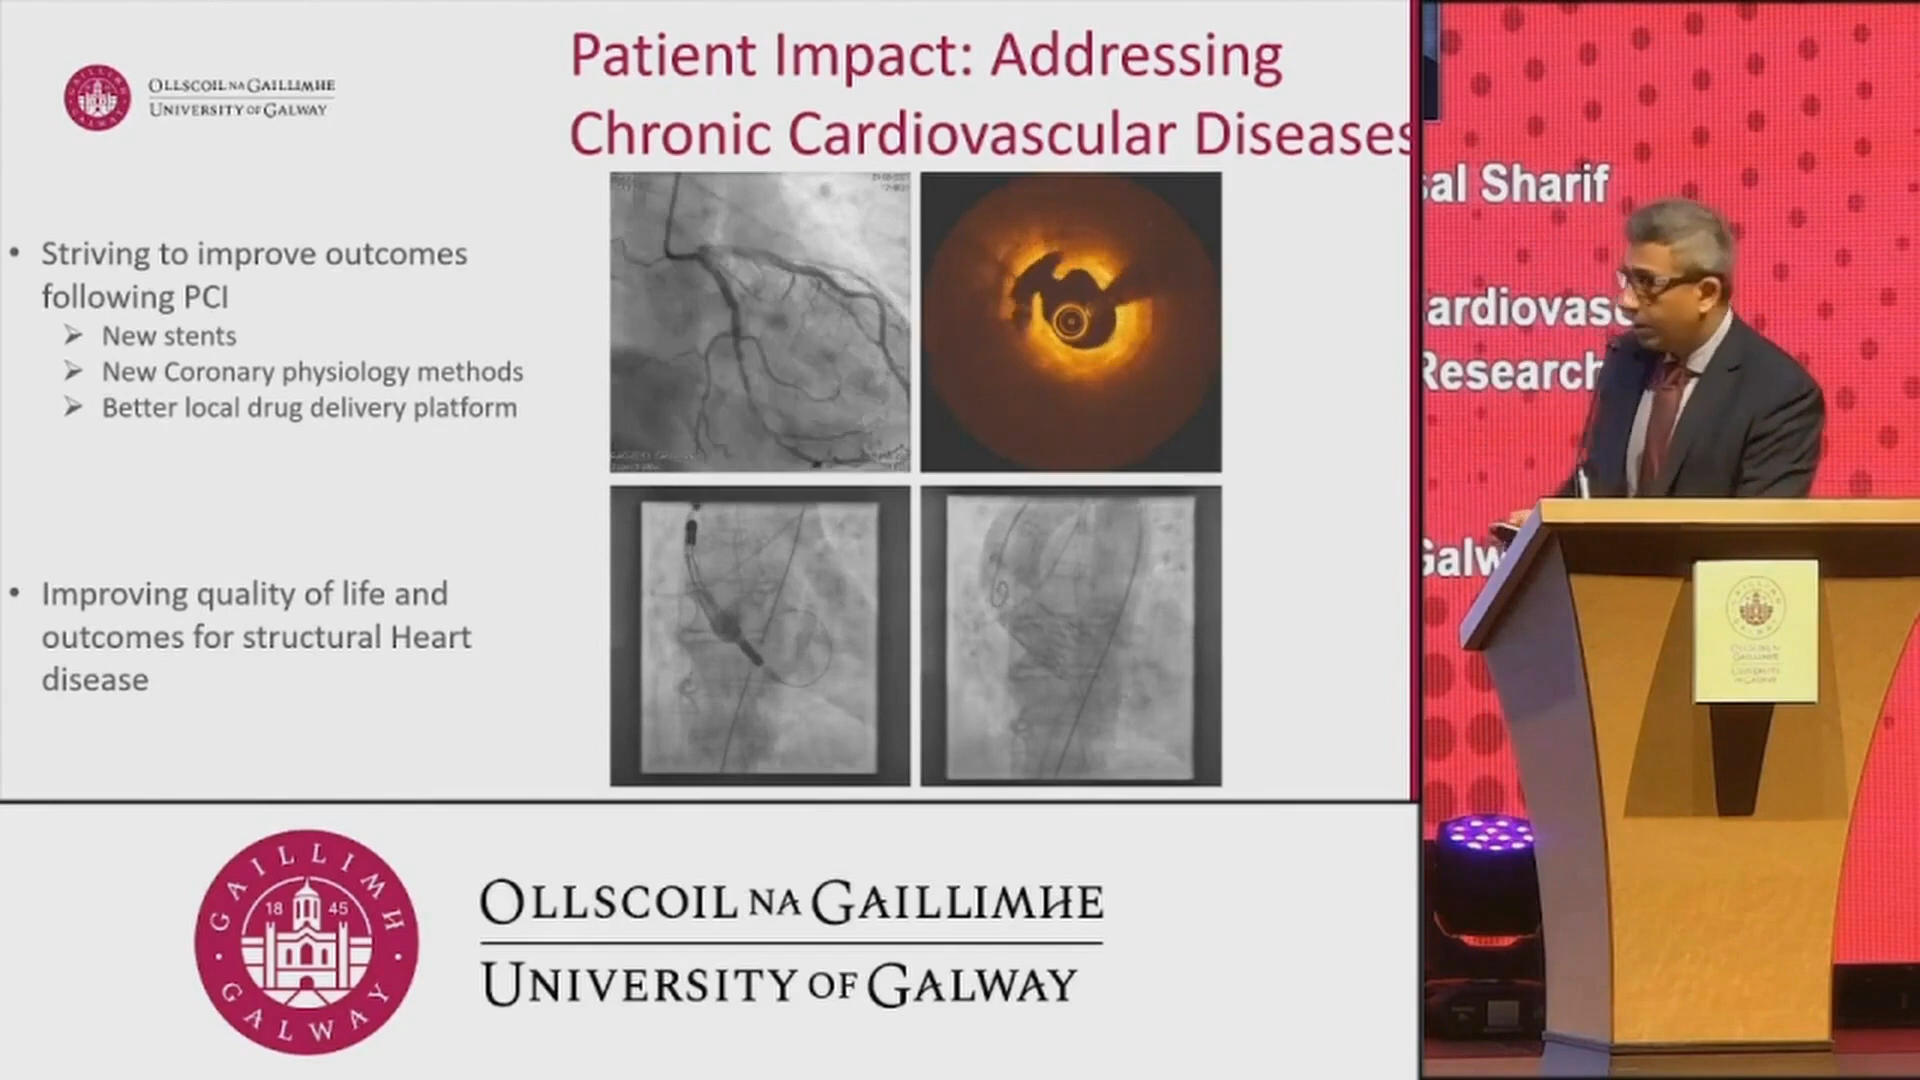 Patient Impact: Addressing
Chronic Cardiovascular Diseases
OLLSCOIL NA GAILLIMHE
UNIVERSITY OF GALWAY
• Striving to improve outcomes
following PCI
➢ New stents
➢ New Coronary physiology methods
➢ Better local drug delivery platform
• Improving quality of life and
outcomes for structural Heart
disease
GAILLIMH
18 45
GALWAY
OLLSCOIL NA GAILLIMHE
UNIVERSITY OF GALWAY
sal Sharif
ardiovasc
Research
Galw